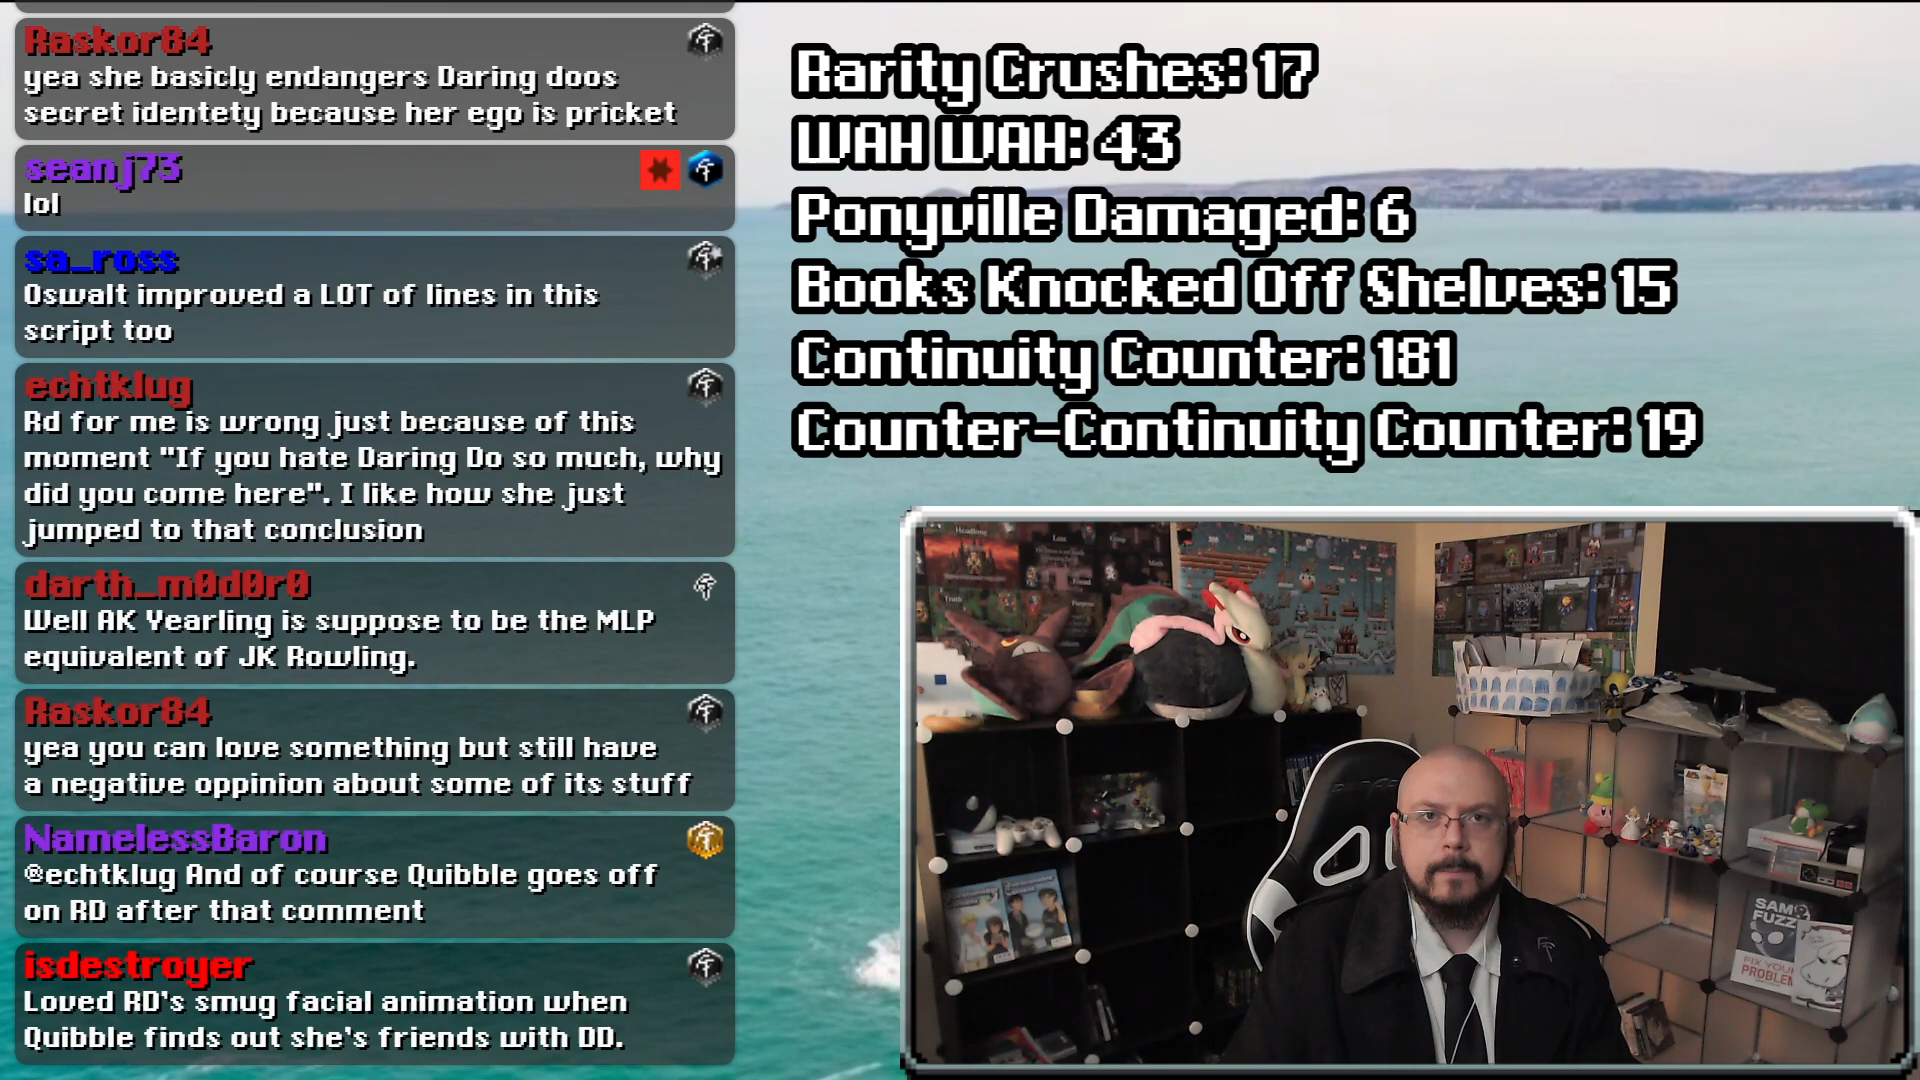 Raskor84
yea she basicly endangers Daring doos
secret identety because her ego is pricket
seanj73
lol
sa_ross
Oswalt improved a LOT of lines in this
script too
echtklug
Rd for me is wrong just because of this
moment "If you hate Daring Do so much, why
did you come here". I like how she just
jumped to that conclusion
darth_m0d0r0
Well AK Yearling is suppose to be the MLP
equivalent of JK Rowling.
Raskor84
yea you can love something but still have
a negative oppinion about some of its stuff
NamelessBaron
@echtklug And of course Quibble goes off
on RD after that comment
isdestroyer
Loved RD's smug facial animation when
Quibble finds out she's friends with DD.
Rarity Crushes: 17
WAH WAH: 43
Ponyville Damaged: 6
Books Knocked Off Shelves: 15
Continuity Counter: 181
Counter-Continuity Counter: 19
Headlong
Truth
SAM
FUZZ
FIX YOUR
PROBLEM